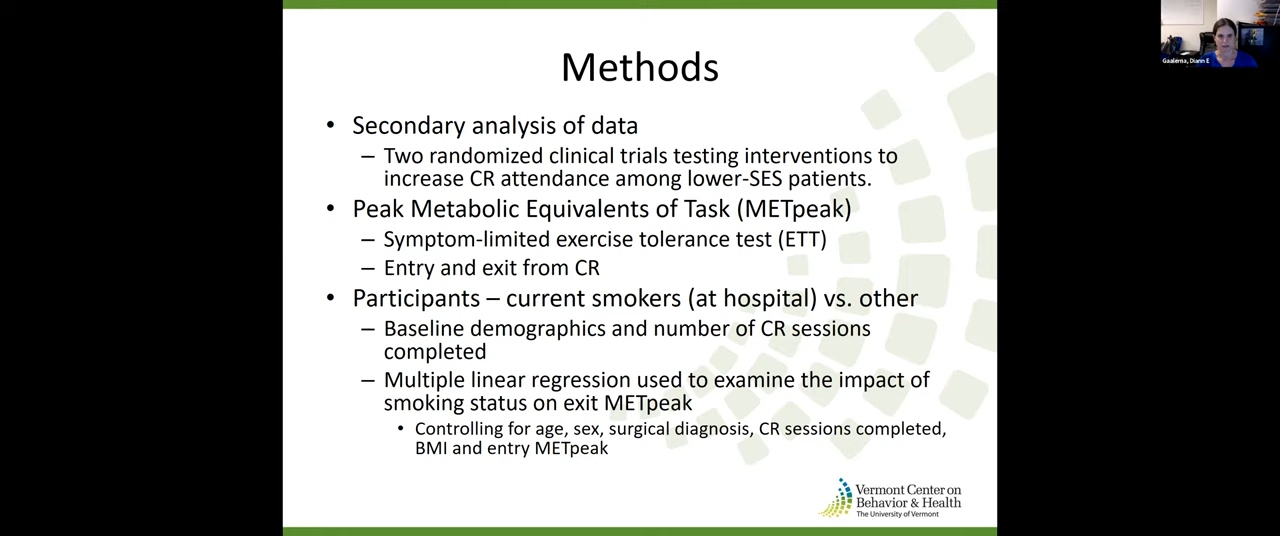 Methods
• Secondary analysis of data
– Two randomized clinical trials testing interventions to
increase CR attendance among lower-SES patients.
• Peak Metabolic Equivalents of Task (METpeak)
– Symptom-limited exercise tolerance test (ETT)
– Entry and exit from CR
• Participants – current smokers (at hospital) vs. other
– Baseline demographics and number of CR sessions
completed
– Multiple linear regression used to examine the impact of
smoking status on exit METpeak
• Controlling for age, sex, surgical diagnosis, CR sessions completed,
BMI and entry METpeak
Vermont Center on
Behavior & Health
The University of Vermont
Gaalema, Diann E